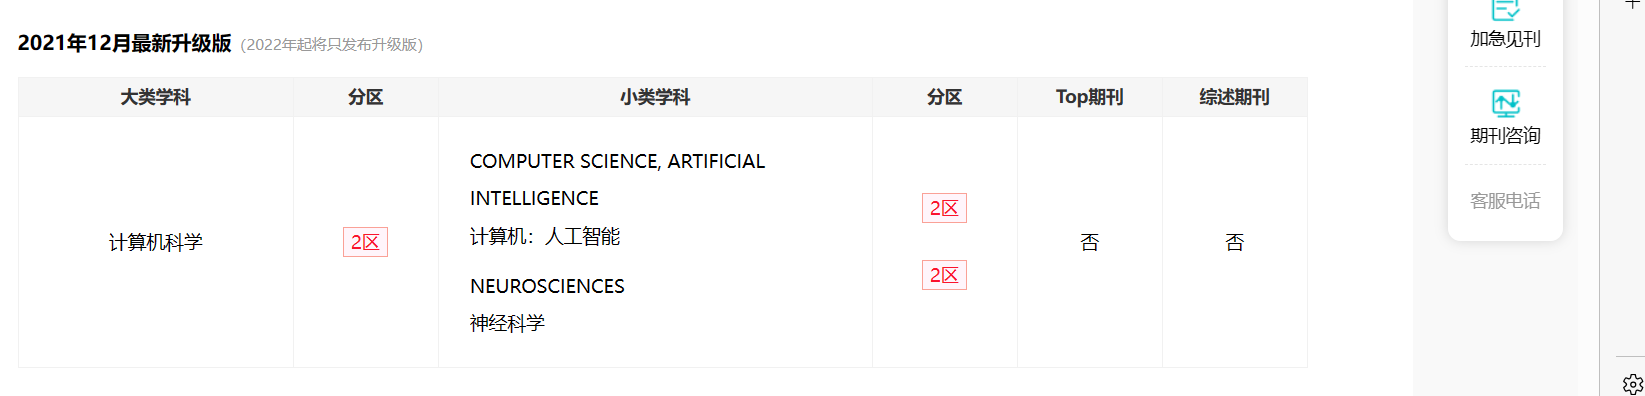 2021年12月最新升级版 (2022年起将只发布升级版)
大类学科 分区 小类学科 分区 Top期刊 综述期刊
计算机科学 2区
COMPUTER SCIENCE, ARTIFICIAL
INTELLIGENCE
计算机：人工智能
NEUROSCIENCES
神经科学
2区
2区
否 否
加急见刊
期刊咨询
客服电话